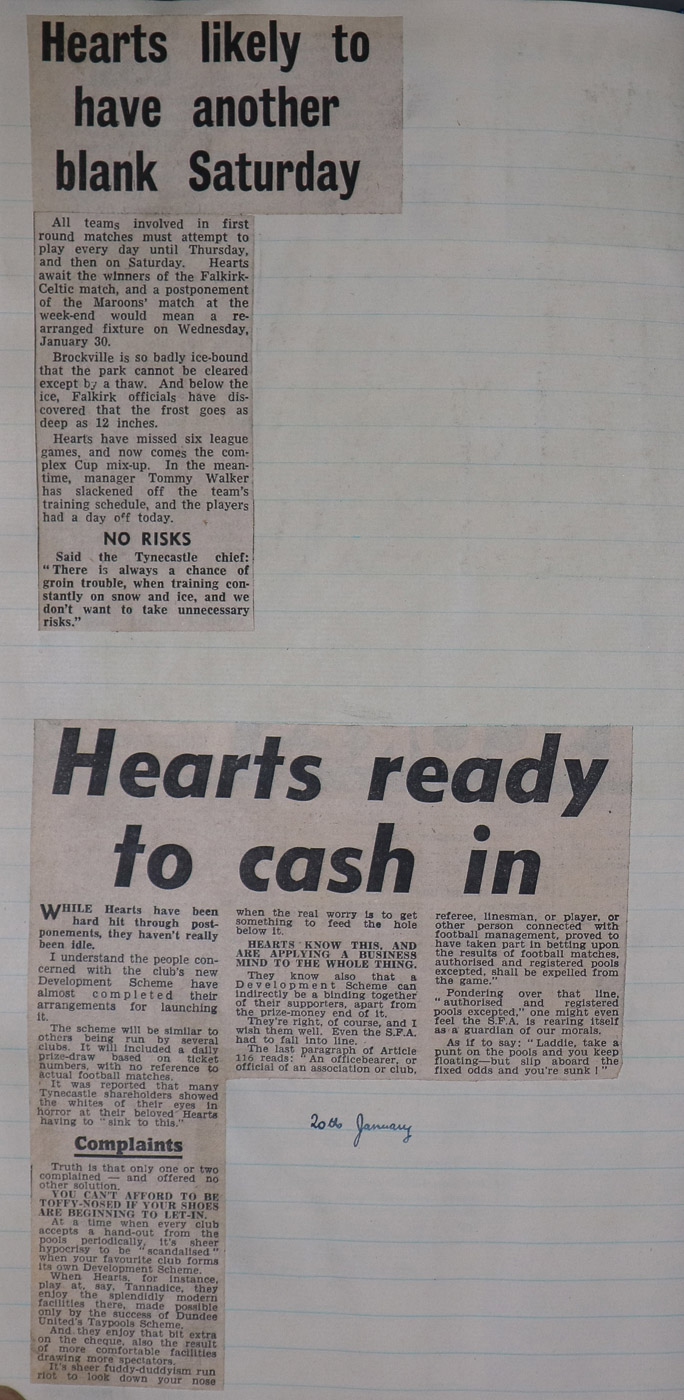 Hearts likely to
have another
blank Saturday
All teams involved in first
round matches must attempt to
play every day until Thursday,
and then on Saturday. Hearts
await the winners of the Falkirk-
Celtic match, and a postponement
of the Maroons' match at the
week-end would mean a re-
arranged fixture on Wednesday,
January 30.
Brockville is so badly ice-bound
that the park cannot be cleared
except by a thaw. And below the
ice, Falkirk officials have dis-
covered that the frost goes as
deep as 12 inches.
Hearts have missed six league
games, and now comes the com-
plex Cup mix-up. In the mean-
time, manager Tommy Walker
has slackened off the team's
training schedule, and the players
had a day off today.
NO RISKS
Said the Tynecastle chief:
"There is always a chance of
groin trouble, when training con-
stantly on snow and ice, and we
don't want to take unnecessary
risks."
Hearts ready
to cash in
WHILE Hearts have been
hard hit through post-
ponements, they haven't really
been idle.
I understand the people con-
cerned with the club's new
Development Scheme have
almost completed their
arrangements for launching
it.
The scheme will be similar to
others being run by several
clubs. It will included a daily
prize-draw based on ticket
numbers, with no reference to
actual football matches.
It was reported that many
Tynecastle shareholders showed
the whites of their eyes in
horror at their beloved Hearts
having to "sink to this."
Complaints
Truth is that only one or two
complained — and offered no
other solution.
YOU CAN'T AFFORD TO BE
TOFFY-NOSED IF YOUR SHOES
ARE BEGINNING TO LET-IN.
At a time when every club
accepts a hand-out from the
pools periodically, it's sheer
hypocrisy to be "scandalised"
when your favourite club forms
its own Development Scheme.
When Hearts, for instance,
play at, say, Tannadice, they
enjoy the splendidly modern
facilities there, made possible
only by the success of Dundee
United's Taypools Scheme.
And they enjoy that bit extra
on the cheque, also the result
of more comfortable facilities
drawing more spectators.
It's sheer fuddy-duddyism run
riot to look down your nose
when the real worry is to get
something to feed the hole
below it.
HEARTS KNOW THIS, AND
ARE APPLYING A BUSINESS
MIND TO THE WHOLE THING.
They know also that a
Development Scheme can
indirectly be a binding together
of their supporters, apart from
the prize-money end of it.
They're right, of course, and I
wish them well. Even the S.F.A.
had to fall into line.
The last paragraph of Article
116 reads: "An officebearer, or
official of an association or club,
referee, linesman, or player, or
other person connected with
football management, proved to
have taken part in betting upon
the results of football matches,
authorised and registered pools
excepted, shall be expelled from
the game."
Pondering over that line,
"authorised and registered
pools excepted," one might even
feel the S.F.A. is rearing itself
as a guardian of our morals.
As if to say: "Laddie, take a
punt on the pools and you keep
floating—but slip aboard the
fixed odds and you're sunk!"
20th January